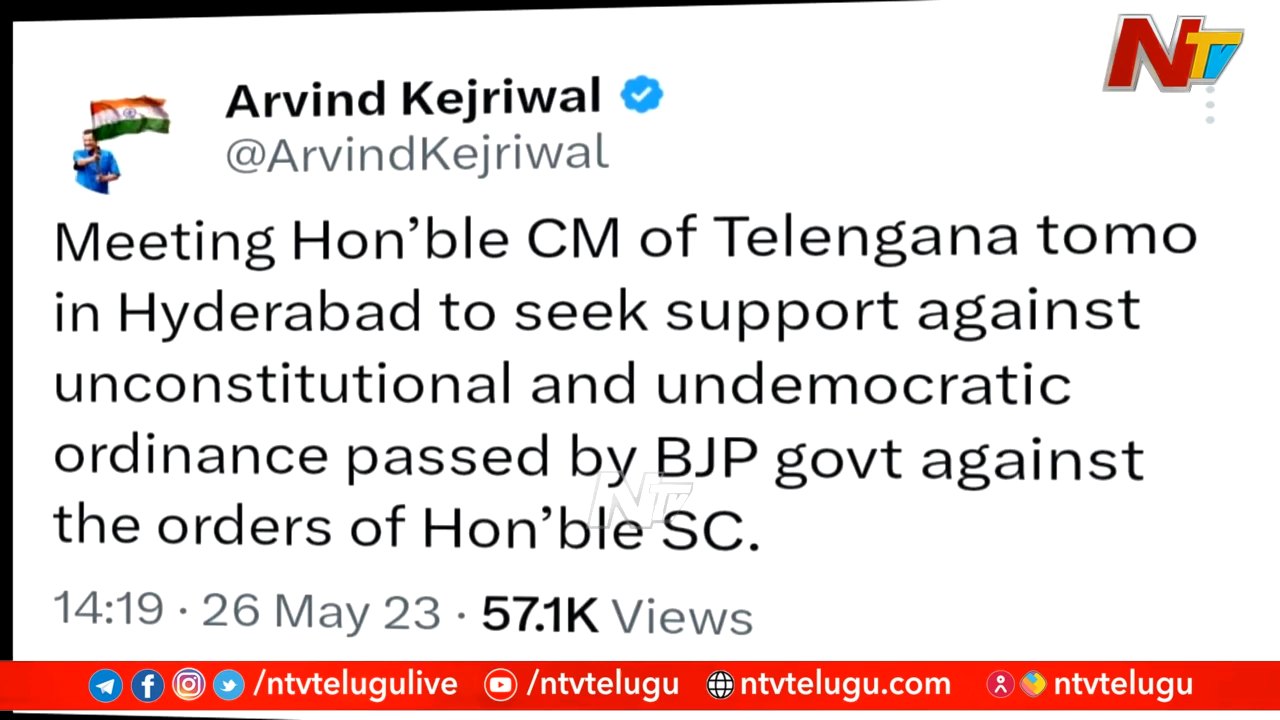 NTV
Arvind Kejriwal
@ArvindKejriwal
Meeting Hon’ble CM of Telengana tomo
in Hyderabad to seek support against
unconstitutional and undemocratic
ordinance passed by BJP govt against
the orders of Hon’ble SC.
NTV
14:19 · 26 May 23 · 57.1K Views
/ntvtelugulive /ntvtelugu ntvtelugu.com ntvtelugu